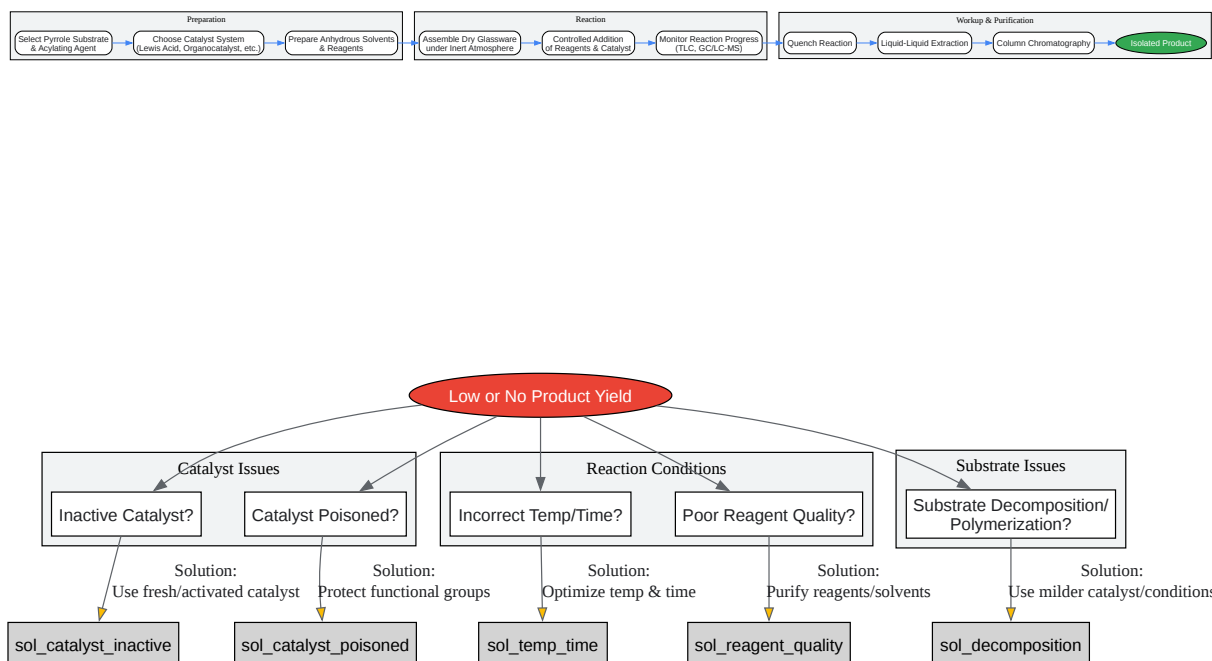 Preparation
Select Pyrrole Substrate
& Acylating Agent
Choose Catalyst System
(Lewis Acid, Organocatalyst, etc.)
Prepare Anhydrous Solvents
& Reagents
Reaction
Assemble Dry Glassware
under Inert Atmosphere
Controlled Addition
of Reagents & Catalyst
Monitor Reaction Progress
(TLC, GC/LC-MS)
Workup & Purification
Quench Reaction
Liquid-Liquid Extraction
Column Chromatography
Isolated Product
Low or No Product Yield
Catalyst Issues
Inactive Catalyst?
Catalyst Poisoned?
Reaction Conditions
Incorrect Temp/Time?
Poor Reagent Quality?
Substrate Issues
Substrate Decomposition/
Polymerization?
Solution:
Use fresh/activated catalyst
Solution:
Protect functional groups
Solution:
Optimize temp & time
Solution:
Purify reagents/solvents
Solution:
Use milder catalyst/conditions
sol_catalyst_inactive
sol_catalyst_poisoned
sol_temp_time
sol_reagent_quality
sol_decomposition